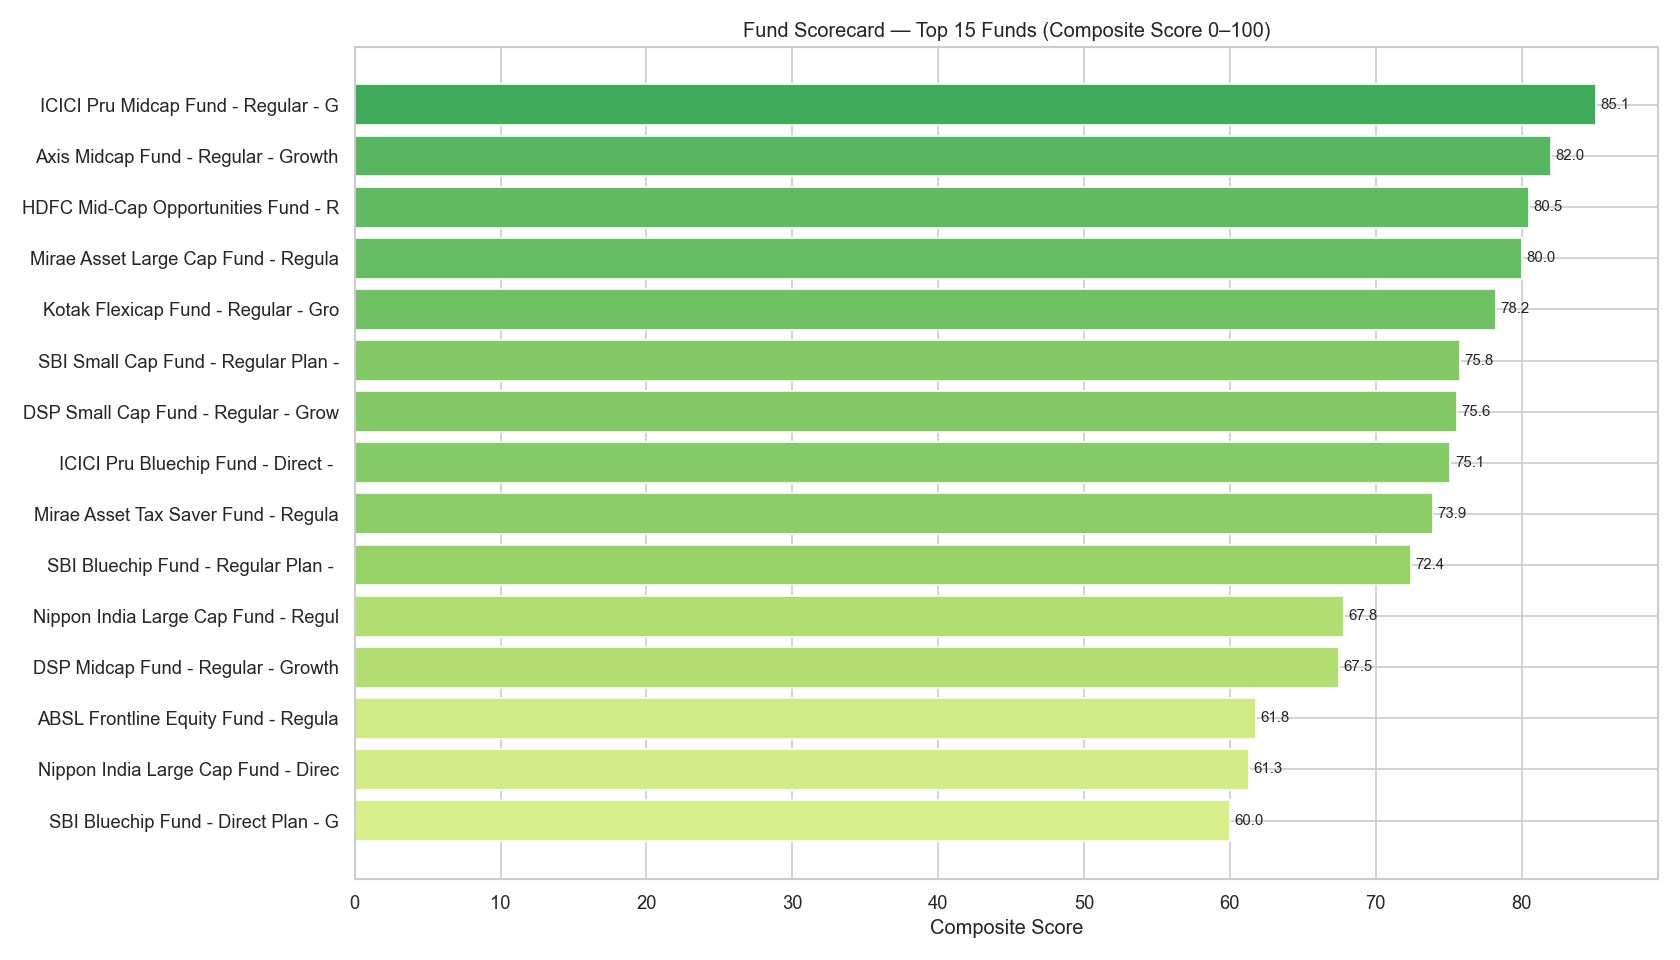 Fund Scorecard — Top 15 Funds (Composite Score 0–100)
ICICI Pru Midcap Fund - Regular - G 85.1
Axis Midcap Fund - Regular - Growth 82.0
HDFC Mid-Cap Opportunities Fund - R 80.5
Mirae Asset Large Cap Fund - Regula 80.0
Kotak Flexicap Fund - Regular - Gro 78.2
SBI Small Cap Fund - Regular Plan - 75.8
DSP Small Cap Fund - Regular - Grow 75.6
ICICI Pru Bluechip Fund - Direct - 75.1
Mirae Asset Tax Saver Fund - Regula 73.9
SBI Bluechip Fund - Regular Plan - 72.4
Nippon India Large Cap Fund - Regul 67.8
DSP Midcap Fund - Regular - Growth 67.5
ABSL Frontline Equity Fund - Regula 61.8
Nippon India Large Cap Fund - Direc 61.3
SBI Bluechip Fund - Direct Plan - G 60.0
0 10 20 30 40 50 60 70 80
Composite Score